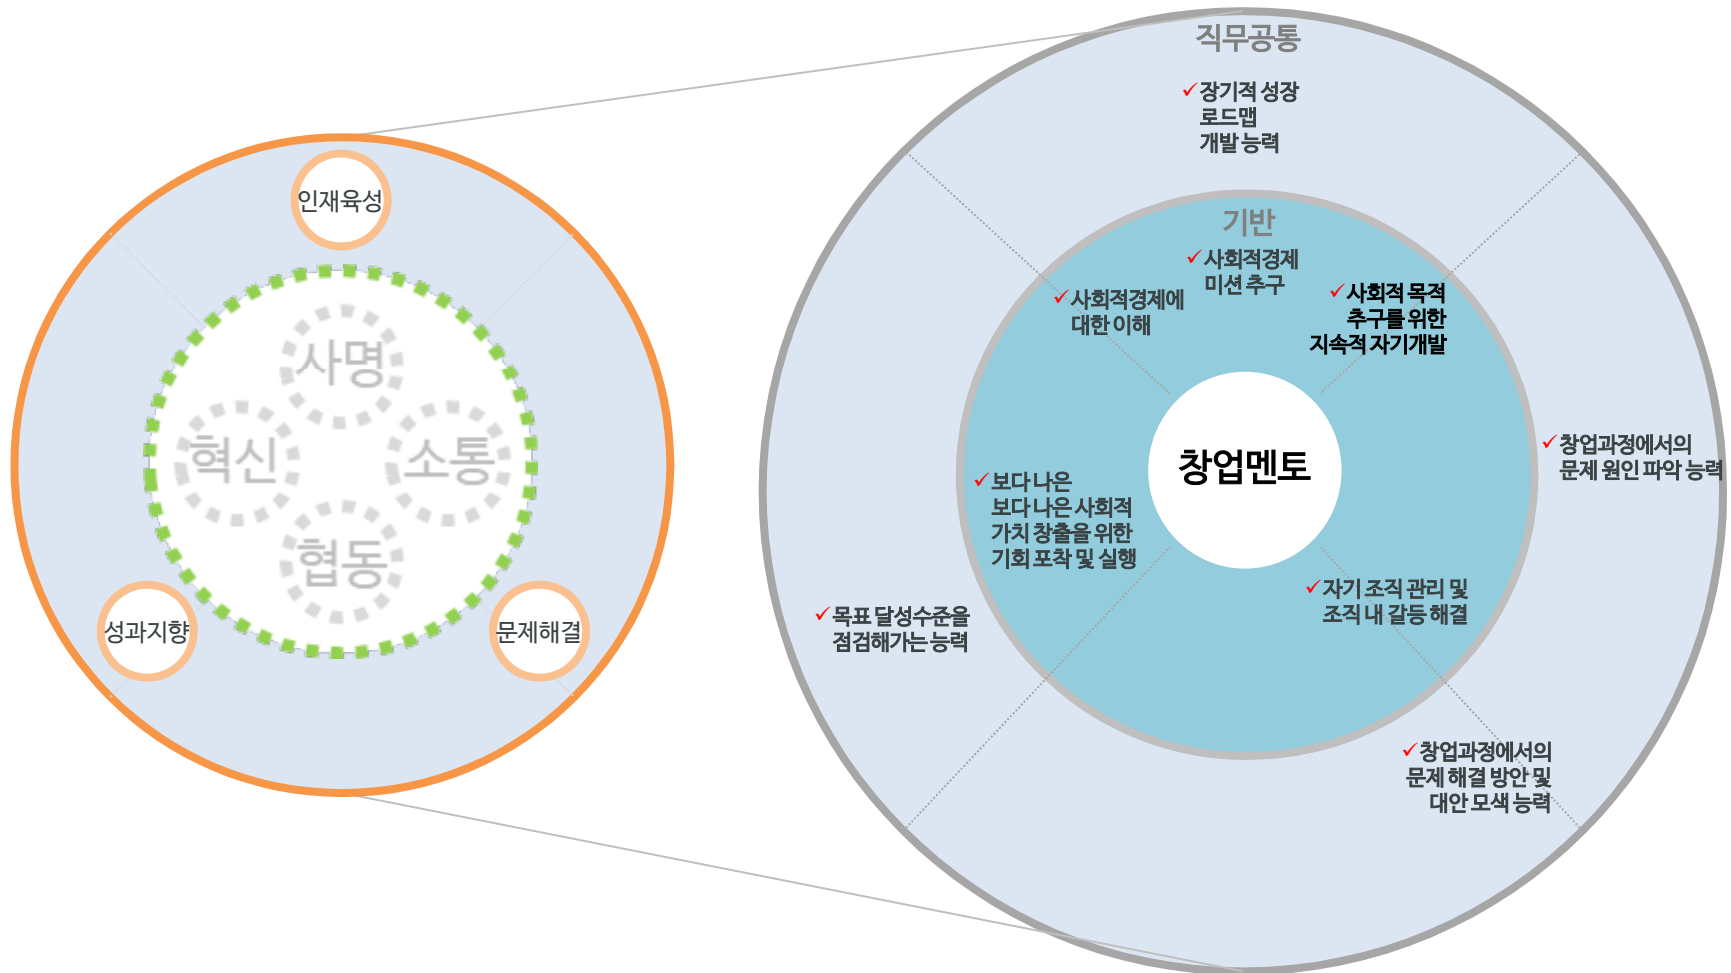 인재육성
사명
혁신
소통
협동
성과지향
문제해결
직무공통
장기적 성장
로드맵
개발 능력
기반
사회적경제
미션 추구
사회적경제에
대한 이해
사회적 목적
추구를 위한
지속적 자기개발
창업멘토
창업과정에서의
문제 원인 파악 능력
보다 나은
보다 나은 사회적
가치 창출을 위한
기회 포착 및 실행
자기 조직 관리 및
조직 내 갈등 해결
목표 달성수준을
점검해가는 능력
창업과정에서의
문제 해결 방안 및
대안 모색 능력